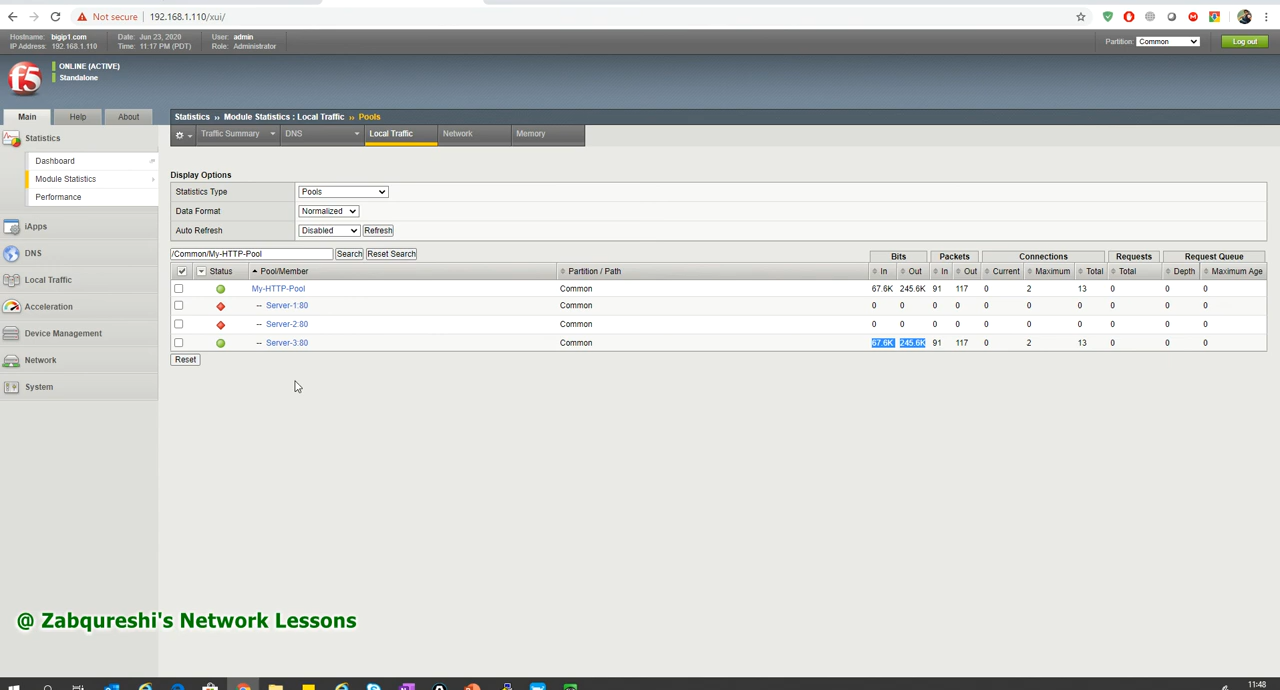 Not secure 192.168.1.110/xui/
Hostname: bigip1.com Date: Jun 23, 2020 User: admin
IP Address: 192.168.1.110 Time: 11:17 PM (PDT) Role: Administrator
Partition: Common Log out
f5
ONLINE (ACTIVE)
Standalone
Main Help About
Statistics ›› Module Statistics : Local Traffic ›› Pools
Traffic Summary DNS Local Traffic Network Memory
Statistics
Dashboard
Module Statistics
Performance
iApps
DNS
Local Traffic
Acceleration
Device Management
Network
System
Display Options
Statistics Type Pools
Data Format Normalized
Auto Refresh Disabled Refresh
/Common/My-HTTP-Pool Search Reset Search
Bits Packets Connections Requests Request Queue
Status Pool/Member Partition / Path In Out In Out Current Maximum Total Total Depth Maximum Age
My-HTTP-Pool Common 67.6K 245.6K 91 117 0 2 13 0 0 0
-- Server-1:80 Common 0 0 0 0 0 0 0 0 0 0
-- Server-2:80 Common 0 0 0 0 0 0 0 0 0 0
-- Server-3:80 Common 67.6K 245.6K 91 117 0 2 13 0 0 0
Reset
@ Zabqureshi's Network Lessons
11:48